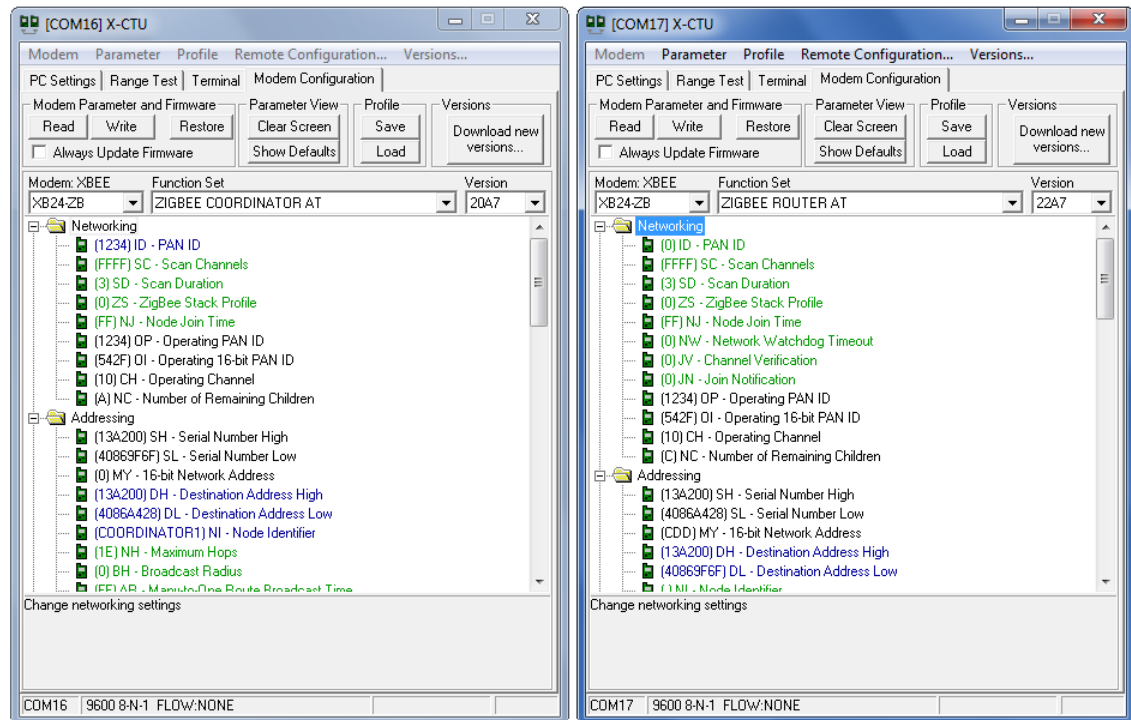 [COM16] X-CTU
Modem Parameter Profile Remote Configuration... Versions...
PC Settings Range Test Terminal Modem Configuration
Modem Parameter and Firmware Parameter View Profile Versions
Read Write Restore Clear Screen Save Download new versions...
Always Update Firmware Show Defaults Load
Modem: XBEE Function Set Version
XB24-ZB ZIGBEE COORDINATOR AT 20A7
Networking
(1234) ID - PAN ID
(FFFF) SC - Scan Channels
(3) SD - Scan Duration
(0) ZS - ZigBee Stack Profile
(FF) NJ - Node Join Time
(1234) OP - Operating PAN ID
(542F) OI - Operating 16-bit PAN ID
(10) CH - Operating Channel
(A) NC - Number of Remaining Children
Addressing
(13A200) SH - Serial Number High
(40869F6F) SL - Serial Number Low
(0) MY - 16-bit Network Address
(13A200) DH - Destination Address High
(4086A428) DL - Destination Address Low
(COORDINATOR1) NI - Node Identifier
(1E) NH - Maximum Hops
(0) BH - Broadcast Radius
(FF) AR - Many-to-One Route Broadcast Time
Change networking settings
COM16 9600 8-N-1 FLOW:NONE
[COM17] X-CTU
Modem Parameter Profile Remote Configuration... Versions...
PC Settings Range Test Terminal Modem Configuration
Modem Parameter and Firmware Parameter View Profile Versions
Read Write Restore Clear Screen Save Download new versions...
Always Update Firmware Show Defaults Load
Modem: XBEE Function Set Version
XB24-ZB ZIGBEE ROUTER AT 22A7
Networking
(0) ID - PAN ID
(FFFF) SC - Scan Channels
(3) SD - Scan Duration
(0) ZS - ZigBee Stack Profile
(FF) NJ - Node Join Time
(0) NW - Network Watchdog Timeout
(0) JV - Channel Verification
(0) JN - Join Notification
(1234) OP - Operating PAN ID
(542F) OI - Operating 16-bit PAN ID
(10) CH - Operating Channel
(C) NC - Number of Remaining Children
Addressing
(13A200) SH - Serial Number High
(4086A428) SL - Serial Number Low
(CDD) MY - 16-bit Network Address
(13A200) DH - Destination Address High
(40869F6F) DL - Destination Address Low
( ) NI - Node Identifier
Change networking settings
COM17 9600 8-N-1 FLOW:NONE